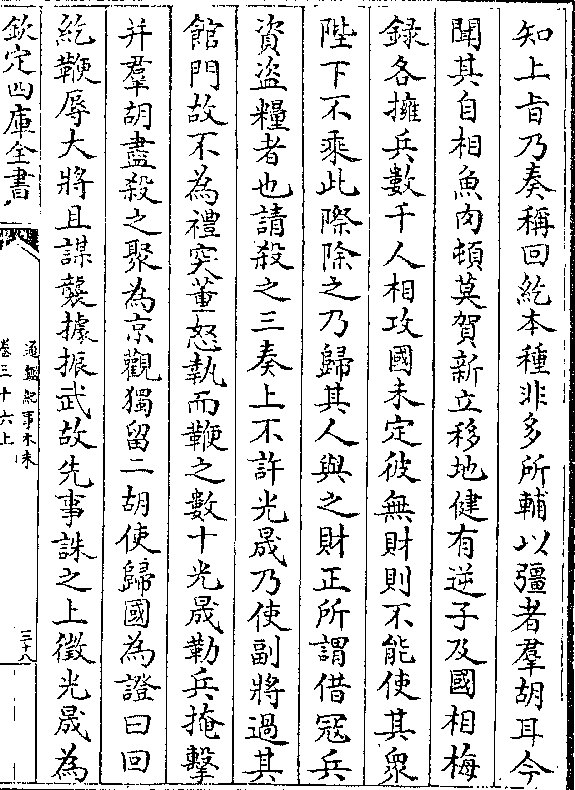 知上㫖乃奏稱回紇本種非多所輔以彊者羣胡耳今
聞其自相魚肉頓莫賀新立移地健有逆子及國相梅
録各擁兵數千人相攻國未定彼無財則不能使其衆
陛下不乘此際除之乃歸其人與之財正所謂借寇兵
資盜糧者也請殺之三奏上不許光晟乃使副將過其
館門故不為禮突董怒執而鞭之數十光晟勒兵掩擊
并羣胡盡殺之聚為京觀獨留二胡使歸國為證曰回
紇鞭辱大將且謀襲據振武故先事誅之上徵光晟為
欽定四庫全書
通鑑紀事本末
卷三十六上
三十八